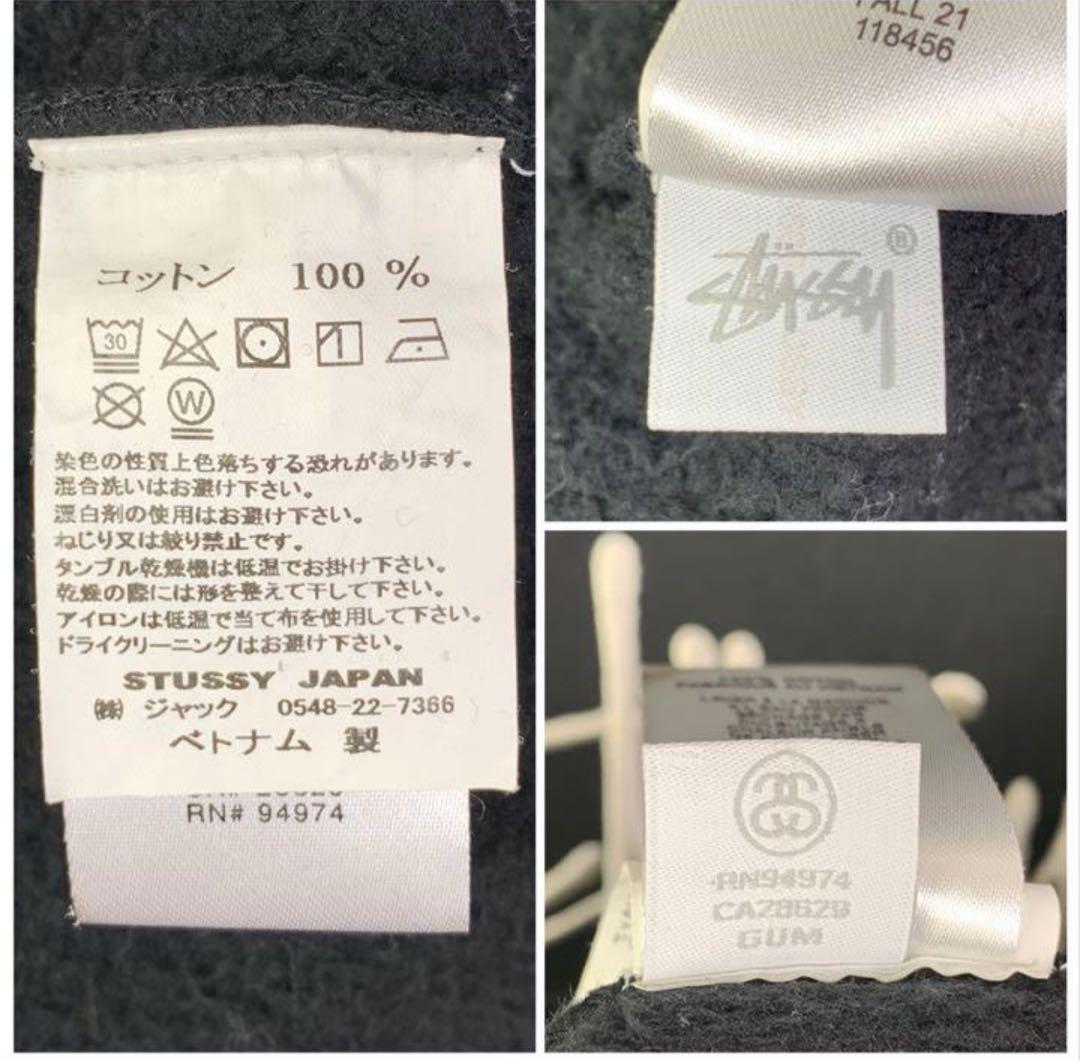 コットン 100 %
30
W
染色の性質上色落ちする恐れがあります。
混合洗いはお避け下さい。
漂白剤の使用はお避け下さい。
ねじり又は絞り禁止です。
タンブル乾燥機は低温でお掛け下さい。
乾燥の際には形を整えて干して下さい。
アイロンは低温で当て布を使用して下さい。
ドライクリーニングはお避け下さい。
STUSSY JAPAN
㈱ ジャック 0548-22-7366
ベトナム 製
RN# 94974
FALL 21
118456
Stüssy ®
RN94974
CA28629
GUM